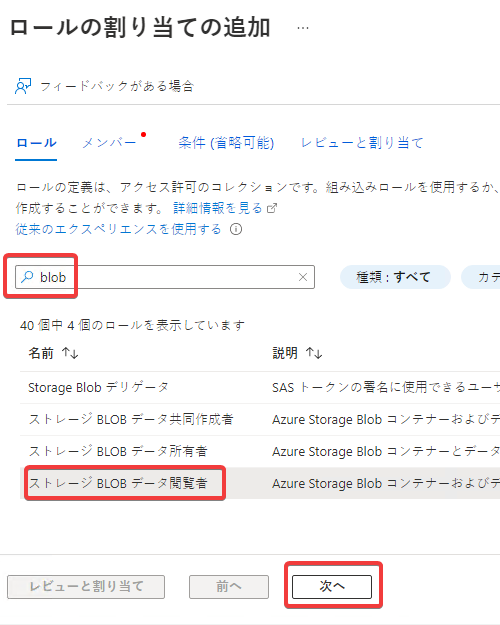 ロールの割り当ての追加 …
フィードバックがある場合
ロール メンバー 条件 (省略可能) レビューと割り当て
ロールの定義は、アクセス許可のコレクションです。組み込みロールを使用するか、
作成することができます。 詳細情報を見る
従来のエクスペリエンスを使用する
blob 種類 : すべて カテ
40 個中 4 個のロールを表示しています
名前 ↑↓ 説明 ↑↓
Storage Blob デリゲータ SAS トークンの署名に使用できるユーサ
ストレージ BLOB データ共同作成者 Azure Storage Blob コンテナーおよびデ
ストレージ BLOB データ所有者 Azure Storage Blob コンテナーとデータ
ストレージ BLOB データ閲覧者 Azure Storage Blob コンテナーおよびデ
レビューと割り当て 前へ 次へ